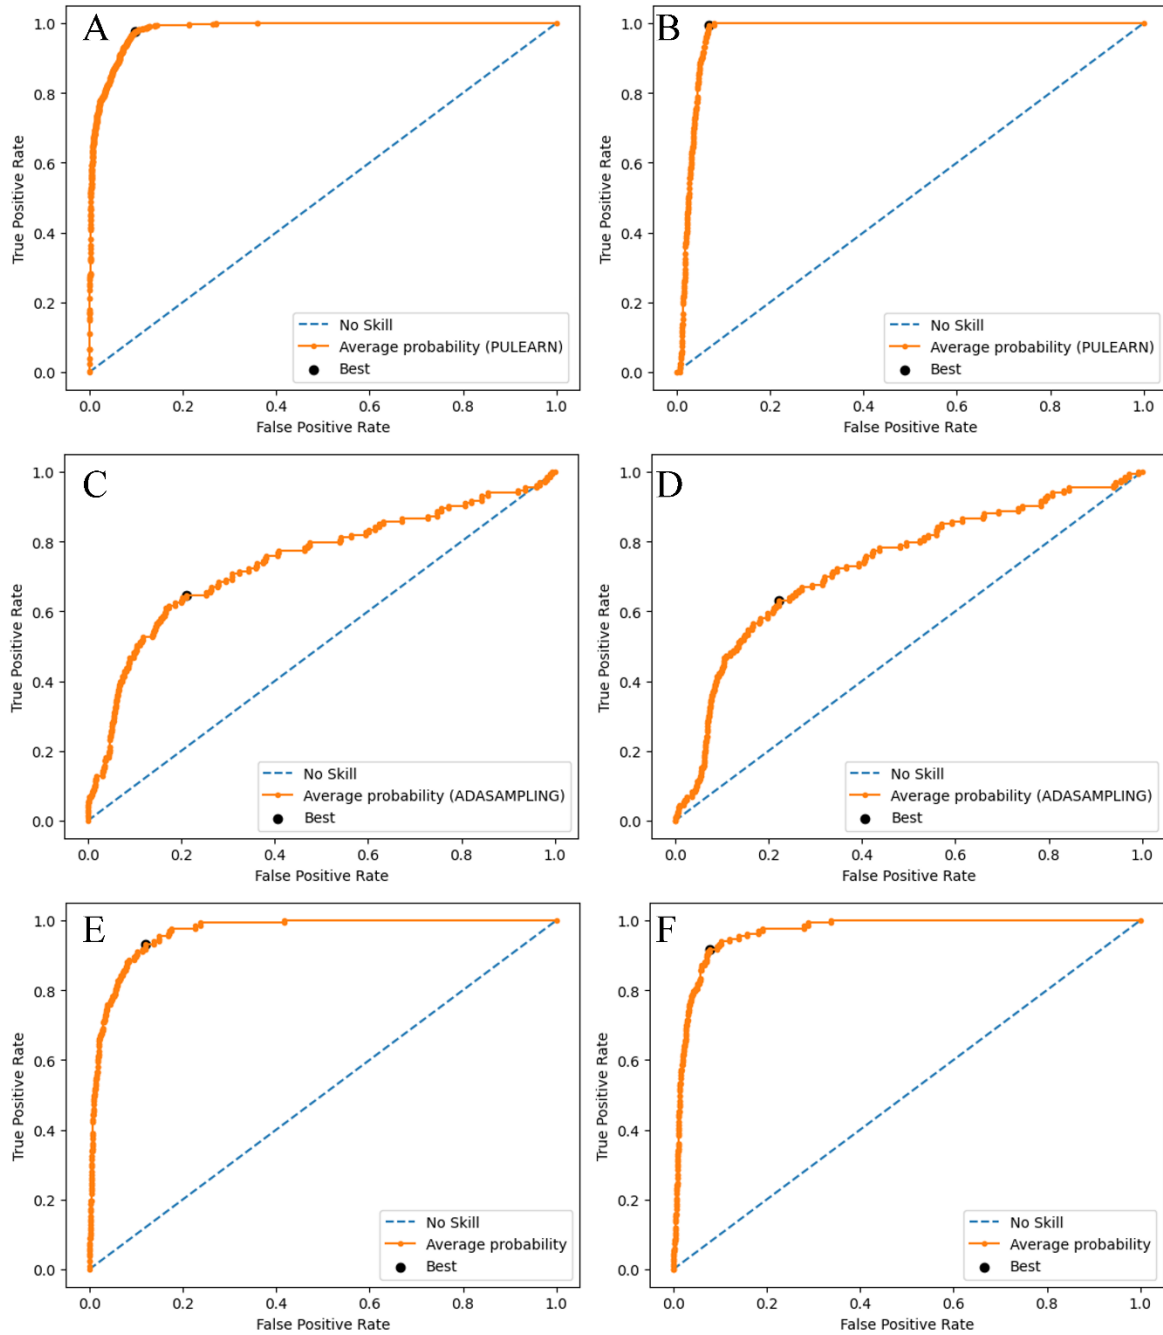 A
1.0
0.8
0.6
0.4
0.2
0.0
True Positive Rate
0.0 0.2 0.4 0.6 0.8 1.0
False Positive Rate
No Skill
Average probability (PULEARN)
Best
B
1.0
0.8
0.6
0.4
0.2
0.0
True Positive Rate
0.0 0.2 0.4 0.6 0.8 1.0
False Positive Rate
No Skill
Average probability (PULEARN)
Best
C
1.0
0.8
0.6
0.4
0.2
0.0
True Positive Rate
0.0 0.2 0.4 0.6 0.8 1.0
False Positive Rate
No Skill
Average probability (ADASAMPLING)
Best
D
1.0
0.8
0.6
0.4
0.2
0.0
True Positive Rate
0.0 0.2 0.4 0.6 0.8 1.0
False Positive Rate
No Skill
Average probability (ADASAMPLING)
Best
E
1.0
0.8
0.6
0.4
0.2
0.0
True Positive Rate
0.0 0.2 0.4 0.6 0.8 1.0
False Positive Rate
No Skill
Average probability
Best
F
1.0
0.8
0.6
0.4
0.2
0.0
True Positive Rate
0.0 0.2 0.4 0.6 0.8 1.0
False Positive Rate
No Skill
Average probability
Best